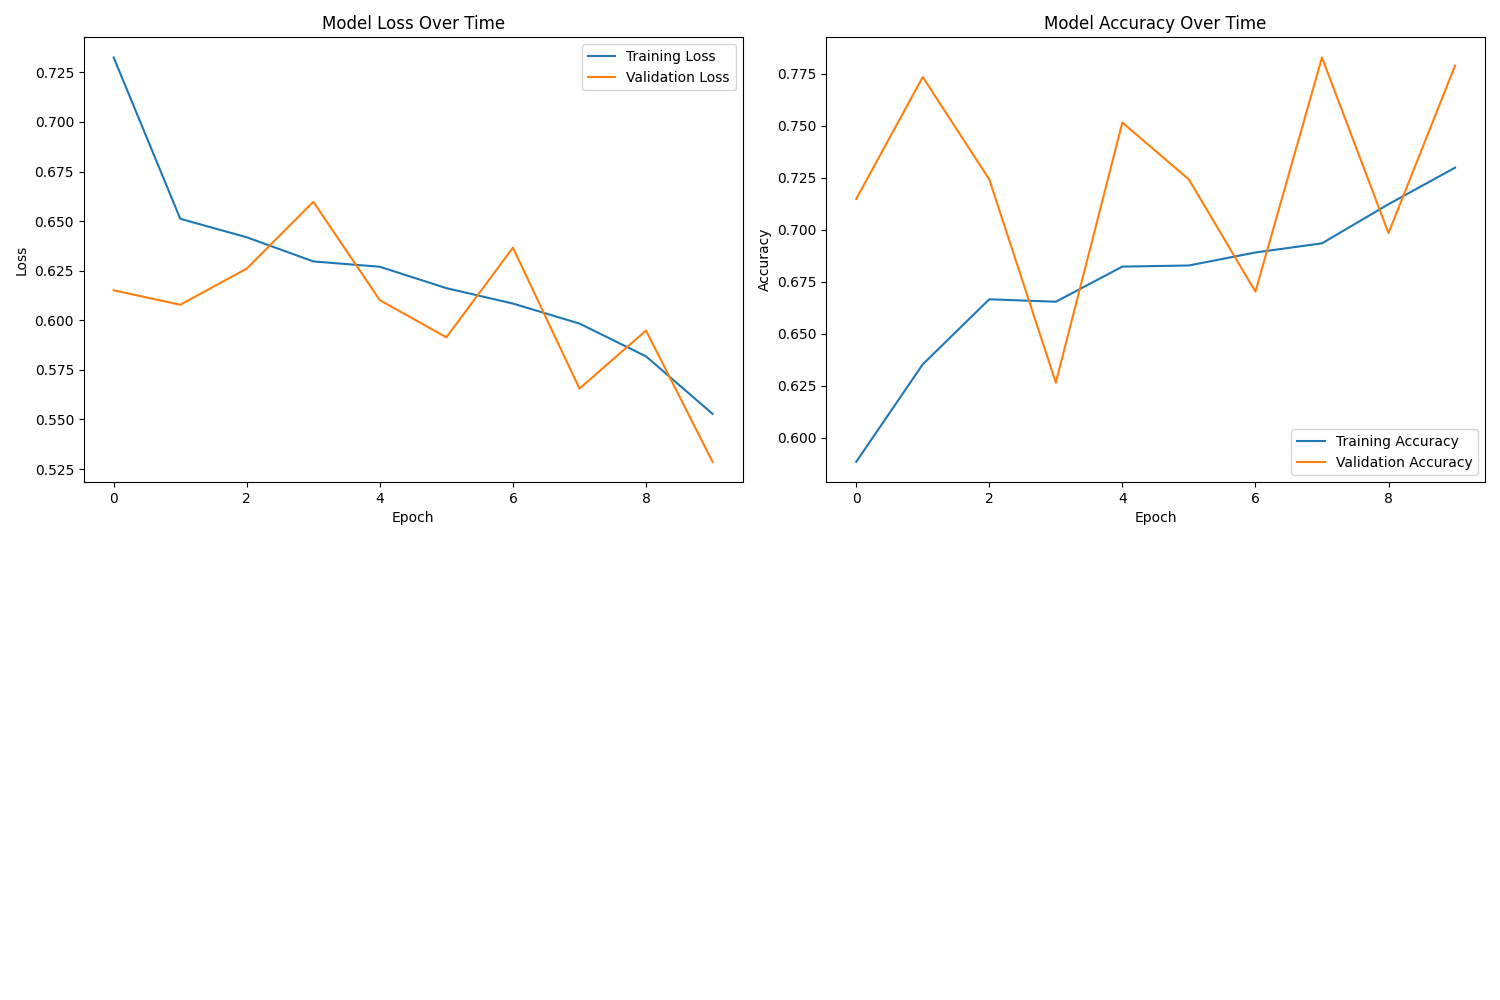 Model Loss Over Time
Training Loss
Validation Loss
0.725
0.700
0.675
0.650
0.625
0.600
0.575
0.550
0.525
Loss
0
2
4
6
8
Epoch
Model Accuracy Over Time
0.775
0.750
0.725
0.700
0.675
0.650
0.625
0.600
Accuracy
Training Accuracy
Validation Accuracy
0
2
4
6
8
Epoch